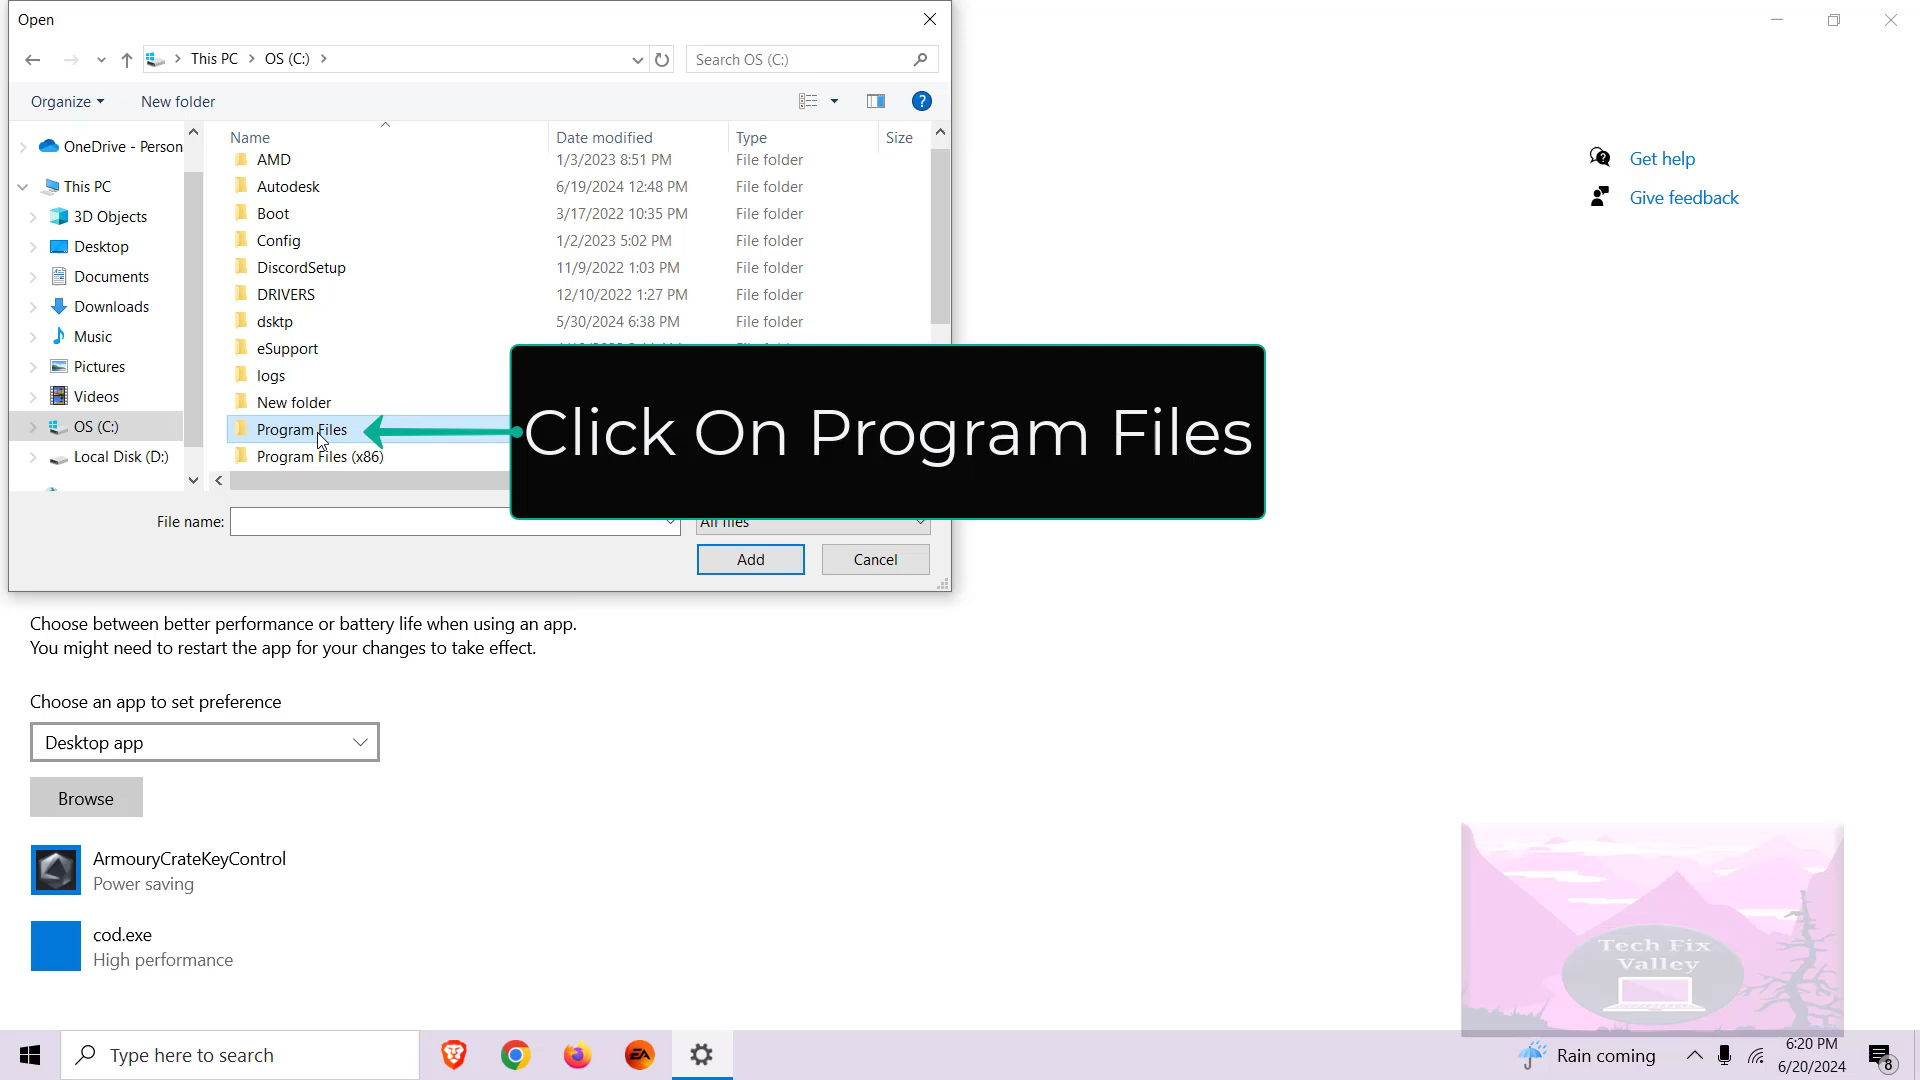 Open
This PC
OS (C:)
Search OS (C:)
Organize
New folder
Name
Date modified
Type
Size
OneDrive - Person
This PC
3D Objects
Desktop
Documents
Downloads
Music
Pictures
Videos
OS (C:)
Local Disk (D:)
AMD 1/3/2023 8:51 PM File folder
Autodesk 6/19/2024 12:48 PM File folder
Boot 3/17/2022 10:35 PM File folder
Config 1/2/2023 5:02 PM File folder
DiscordSetup 11/9/2022 1:03 PM File folder
DRIVERS 12/10/2022 1:27 PM File folder
dsktp 5/30/2024 6:38 PM File folder
eSupport
logs
New folder
Program Files
Program Files (x86)
Click On Program Files
File name:
All files
Add
Cancel
Get help
Give feedback
Choose between better performance or battery life when using an app.
You might need to restart the app for your changes to take effect.
Choose an app to set preference
Desktop app
Browse
ArmouryCrateKeyControl
Power saving
cod.exe
High performance
Tech Fix
Valley
Type here to search
EA
Rain coming
6:20 PM
6/20/2024
8